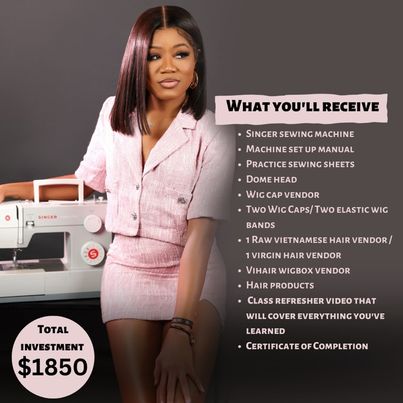 What you'll receive
Singer sewing machine
Machine set up manual
Practice sewing sheets
Dome head
Wig cap vendor
Two Wig Caps/ Two elastic wig
bands
1 Raw vietnamese hair vendor /
1 virgin hair vendor
Vihair wigbox vendor
Hair products
Class refresher video that
will cover everything you've
learned
Certificate of Completion
SINGER
Total
investment
$1850